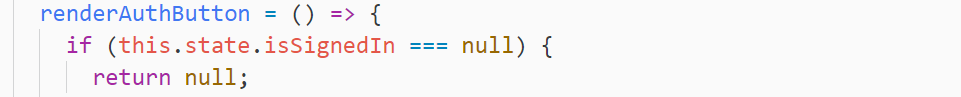 renderAuthButton = () => {
if (this.state.isSignedIn === null) {
return null;